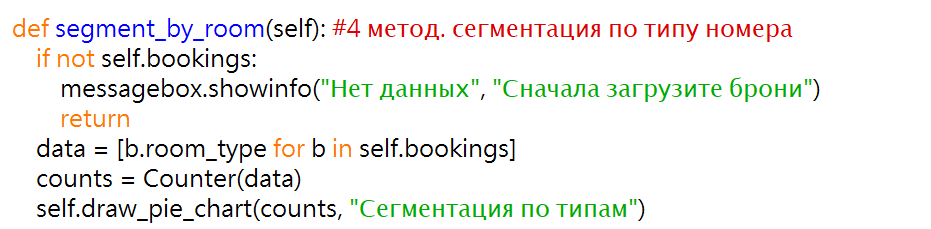 def segment_by_room(self): #4 метод. сегментация по типу номера
if not self.bookings:
messagebox.showinfo("Нет данных", "Сначала загрузите брони")
return
data = [b.room_type for b in self.bookings]
counts = Counter(data)
self.draw_pie_chart(counts, "Сегментация по типам")